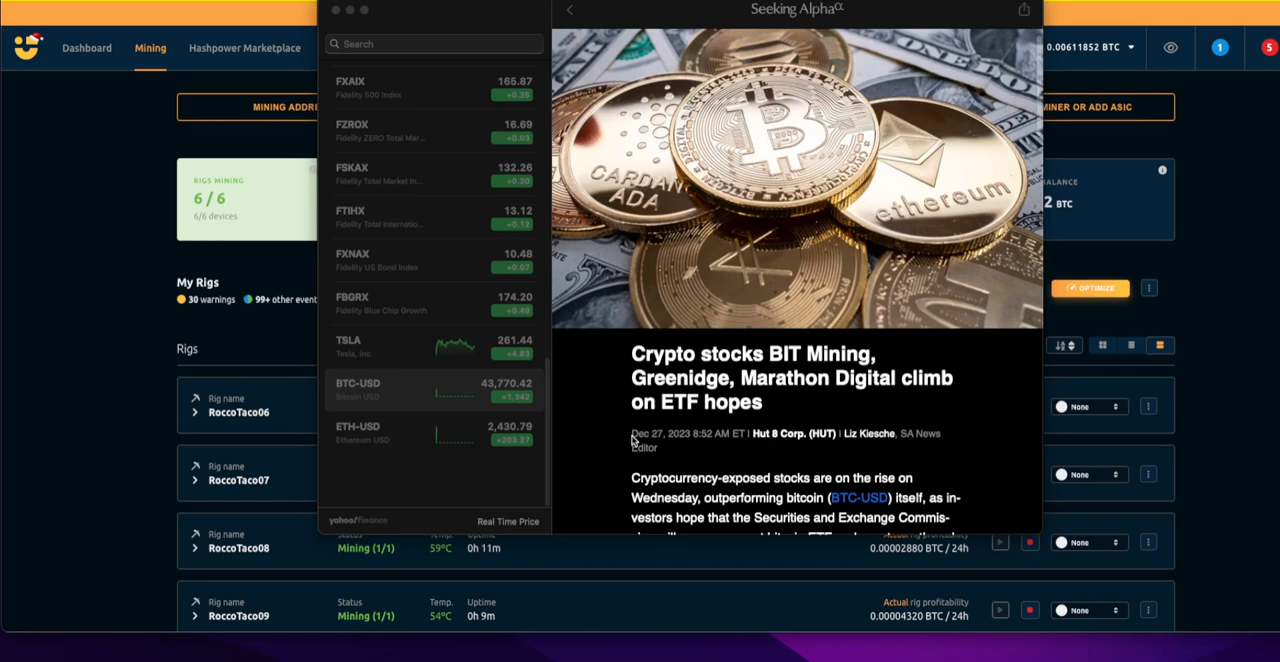 Dashboard
Mining
Hashpower Marketplace
0.00611852 BTC
1
5
MINING ADDRE
MINER OR ADD ASIC
RIGS MINING
6 / 6
6/6 devices
ALANCE
2 BTC
My Rigs
30 warnings
99+ other event
OPTIMIZE
Rigs
Rig name
RoccoTaco06
None
Rig name
RoccoTaco07
None
Rig name
RoccoTaco08
Status
Mining (1/1)
Temp.
59°C
Uptime
0h 11m
Actual rig profitability
0.00002880 BTC / 24h
None
Rig name
RoccoTaco09
Status
Mining (1/1)
Temp.
54°C
Uptime
0h 9m
Actual rig profitability
0.00004320 BTC / 24h
None
Search
FXAIX 165.87
Fidelity 500 Index +0.25
FZROX 16.69
Fidelity ZERO Total Mar... +0.03
FSKAX 132.26
Fidelity Total Market In... +0.20
FTIHX 13.12
Fidelity Total Internatio... +0.12
FXNAX 10.48
Fidelity US Bond Index +0.07
FBGRX 174.20
Fidelity Blue Chip Growth +0.49
TSLA 261.44
Tesla, Inc. +4.83
BTC-USD 43,770.42
Bitcoin USD +1,342
ETH-USD 2,430.79
Ethereum USD +203.27
yahoo!finance
Real Time Price
Seeking Alphaα
CARDAN
ADA
ethereum
Crypto stocks BIT Mining,
Greenidge, Marathon Digital climb
on ETF hopes
Dec 27, 2023 8:52 AM ET | Hut 8 Corp. (HUT) | Liz Kiesche, SA News
Editor
Cryptocurrency-exposed stocks are on the rise on
Wednesday, outperforming bitcoin (BTC-USD) itself, as in-
vestors hope that the Securities and Exchange Commis-